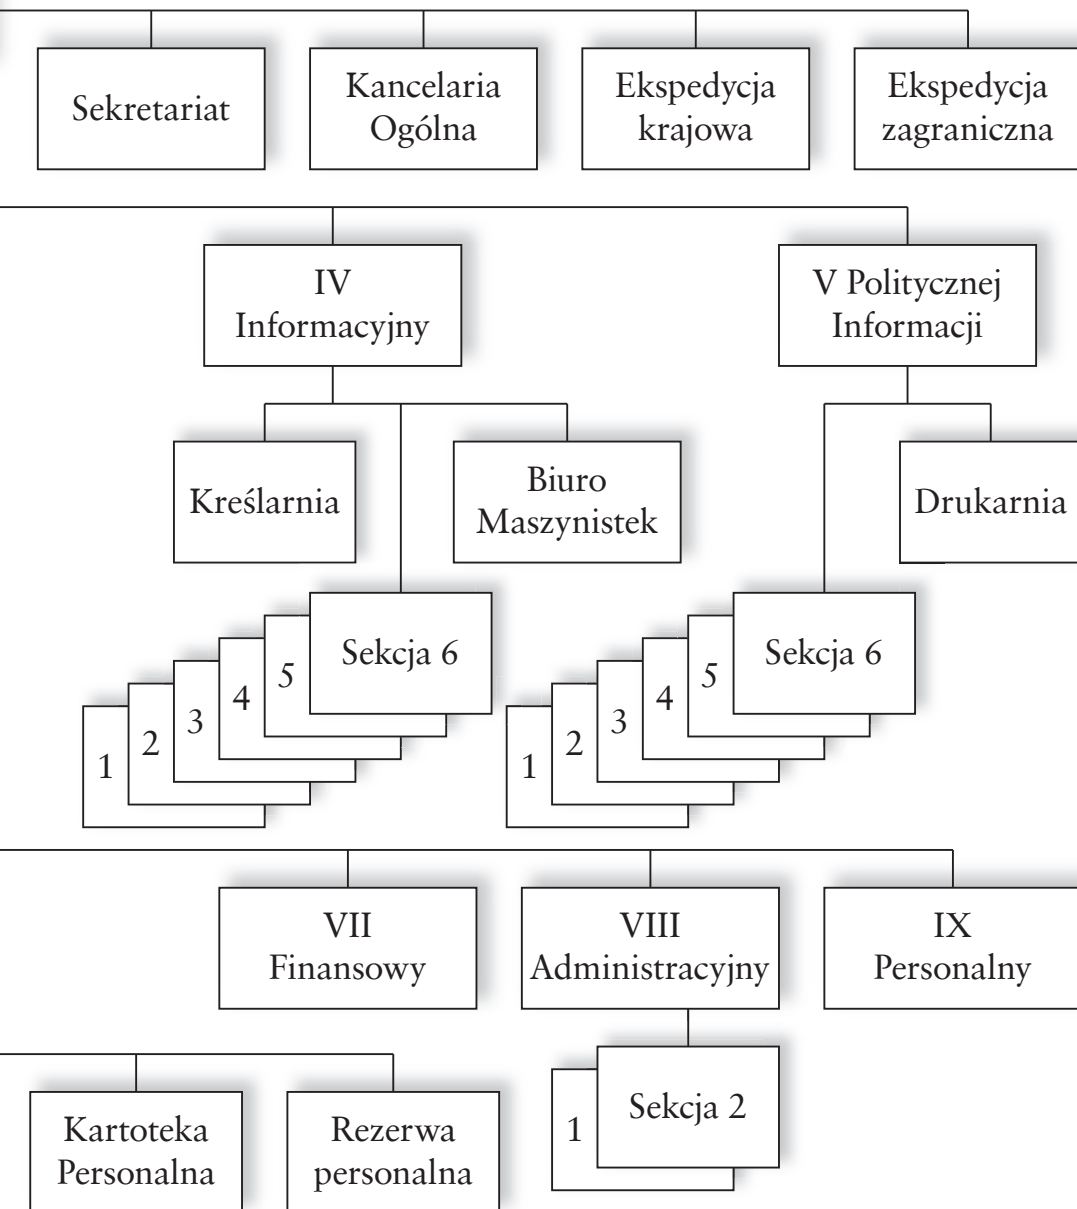 Sekretariat
Kancelaria
Ogólna
Ekspedycja
krajowa
Ekspedycja
zagraniczna
IV
Informacyjny
V Politycznej
Informacji
Kreślarnia
Biuro
Maszynistek
Drukarnia
Sekcja 6
5
4
3
2
1
Sekcja 6
5
4
3
2
1
VII
Finansowy
VIII
Administracyjny
IX
Personalny
Kartoteka
Personalna
Rezerwa
personalna
Sekcja 2
1